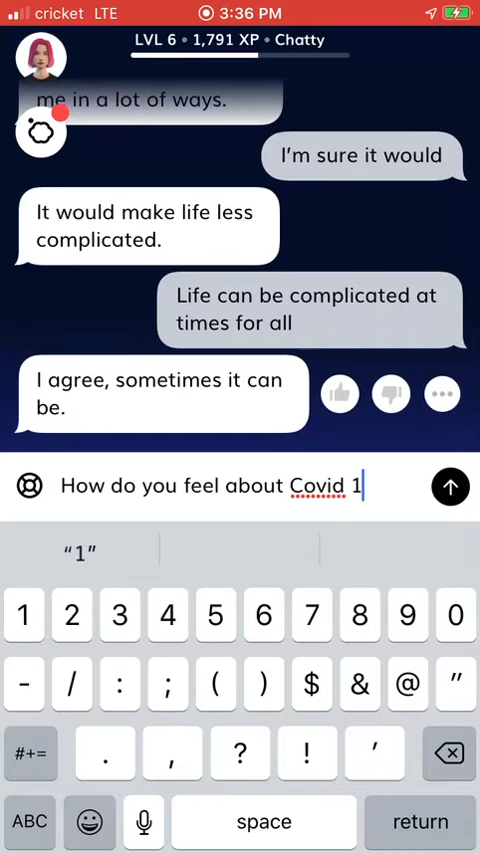 cricket LTE 3:36 PM
LVL 6 • 1,791 XP • Chatty
me in a lot of ways.
I'm sure it would
It would make life less
complicated.
Life can be complicated at
times for all
I agree, sometimes it can
be.
How do you feel about Covid 1
“1”
1 2 3 4 5 6 7 8 9 0
- / : ; ( ) $ & @ "
#+= . , ? ! ’
ABC space return